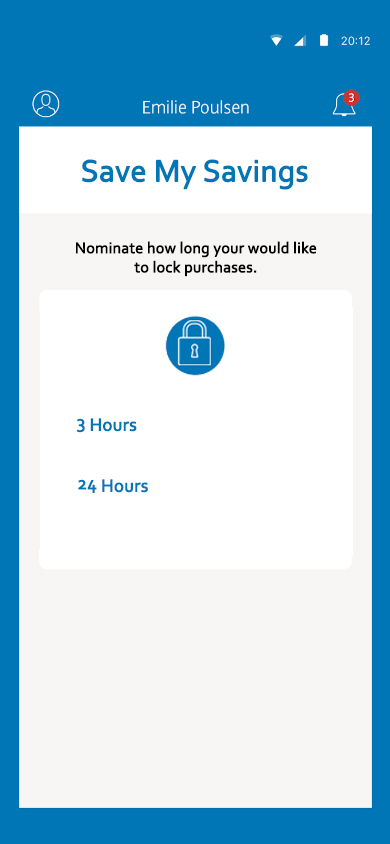 20:12
3
Emilie Poulsen
Save My Savings
Nominate how long your would like
to lock purchases.
3 Hours
24 Hours